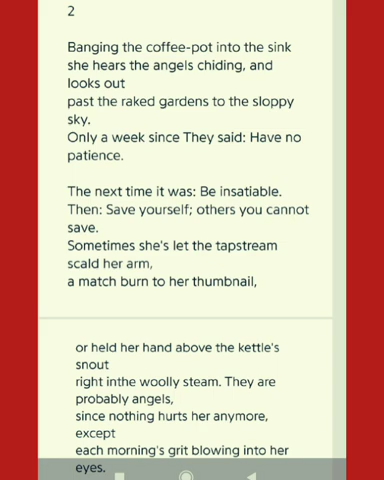 2
Banging the coffee-pot into the sink
she hears the angels chiding, and
looks out
past the raked gardens to the sloppy
sky.
Only a week since They said: Have no
patience.
The next time it was: Be insatiable.
Then: Save yourself; others you cannot
save.
Sometimes she's let the tapstream
scald her arm,
a match burn to her thumbnail,
or held her hand above the kettle's
snout
right inthe woolly steam. They are
probably angels,
since nothing hurts her anymore,
except
each morning's grit blowing into her
eyes.